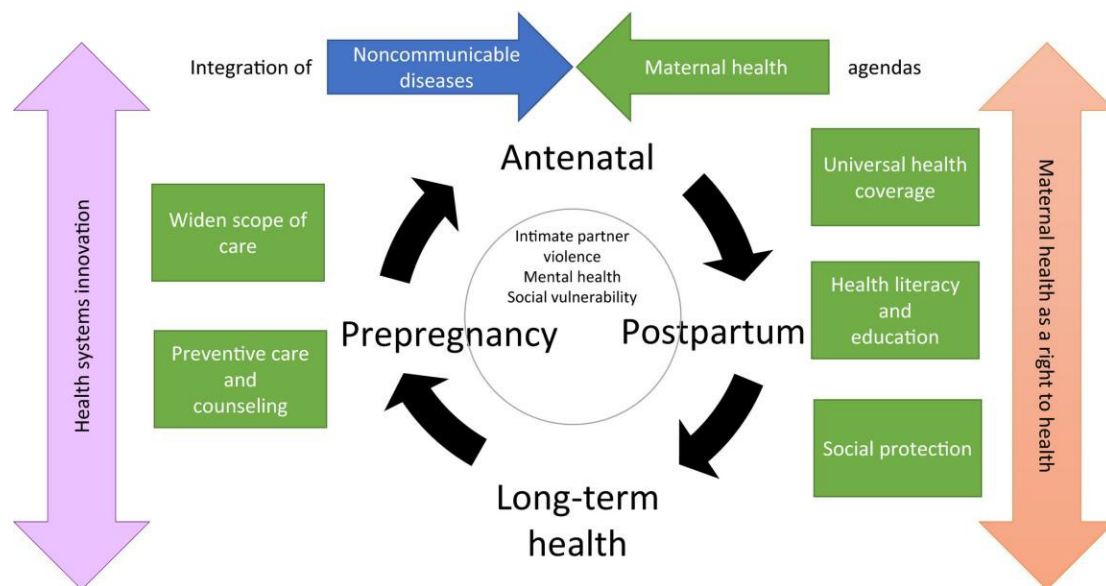 Integration of
Noncommunicable
diseases
Maternal health
agendas
Health systems innovation
Widen scope of
care
Preventive care
and
counseling
Antenatal
Intimate partner
violence
Mental health
Social vulnerability
Prepregnancy
Postpartum
Long-term
health
Universal health
coverage
Health literacy
and
education
Social protection
Maternal health as a right to health